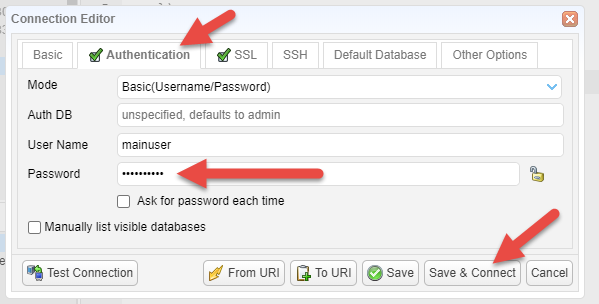 Connection Editor
Basic Authentication SSL SSH Default Database Other Options
Mode Basic(Username/Password)
Auth DB unspecified, defaults to admin
User Name mainuser
Password ••••••••••
Ask for password each time
Manually list visible databases
Test Connection From URI To URI Save Save & Connect Cancel